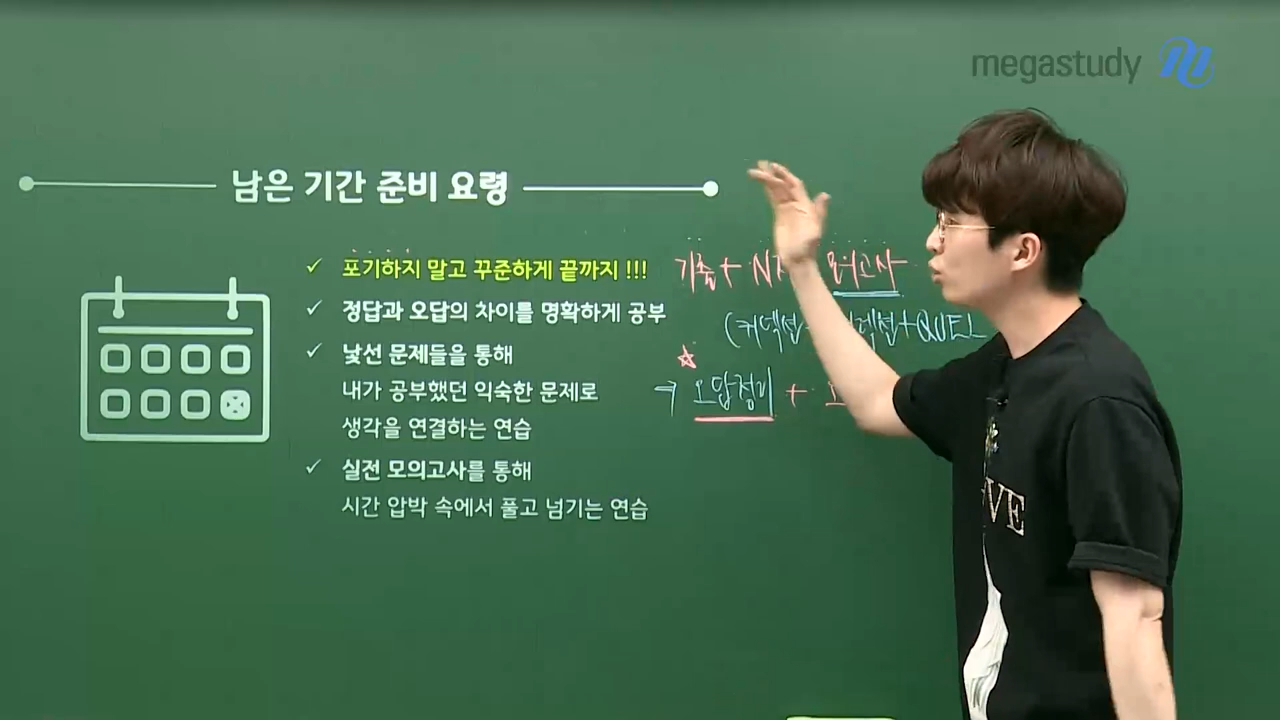 megastudy
남은 기간 준비 요령
✓ 포기하지 말고 꾸준하게 끝까지 !!!
✓ 정답과 오답의 차이를 명확하게 공부
✓ 낯선 문제들을 통해
내가 공부했던 익숙한 문제로
생각을 연결하는 연습
✓ 실전 모의고사를 통해
시간 압박 속에서 풀고 넘기는 연습
기출 + N
(커넥션 + QUEL
→ 오답정리 +
VE